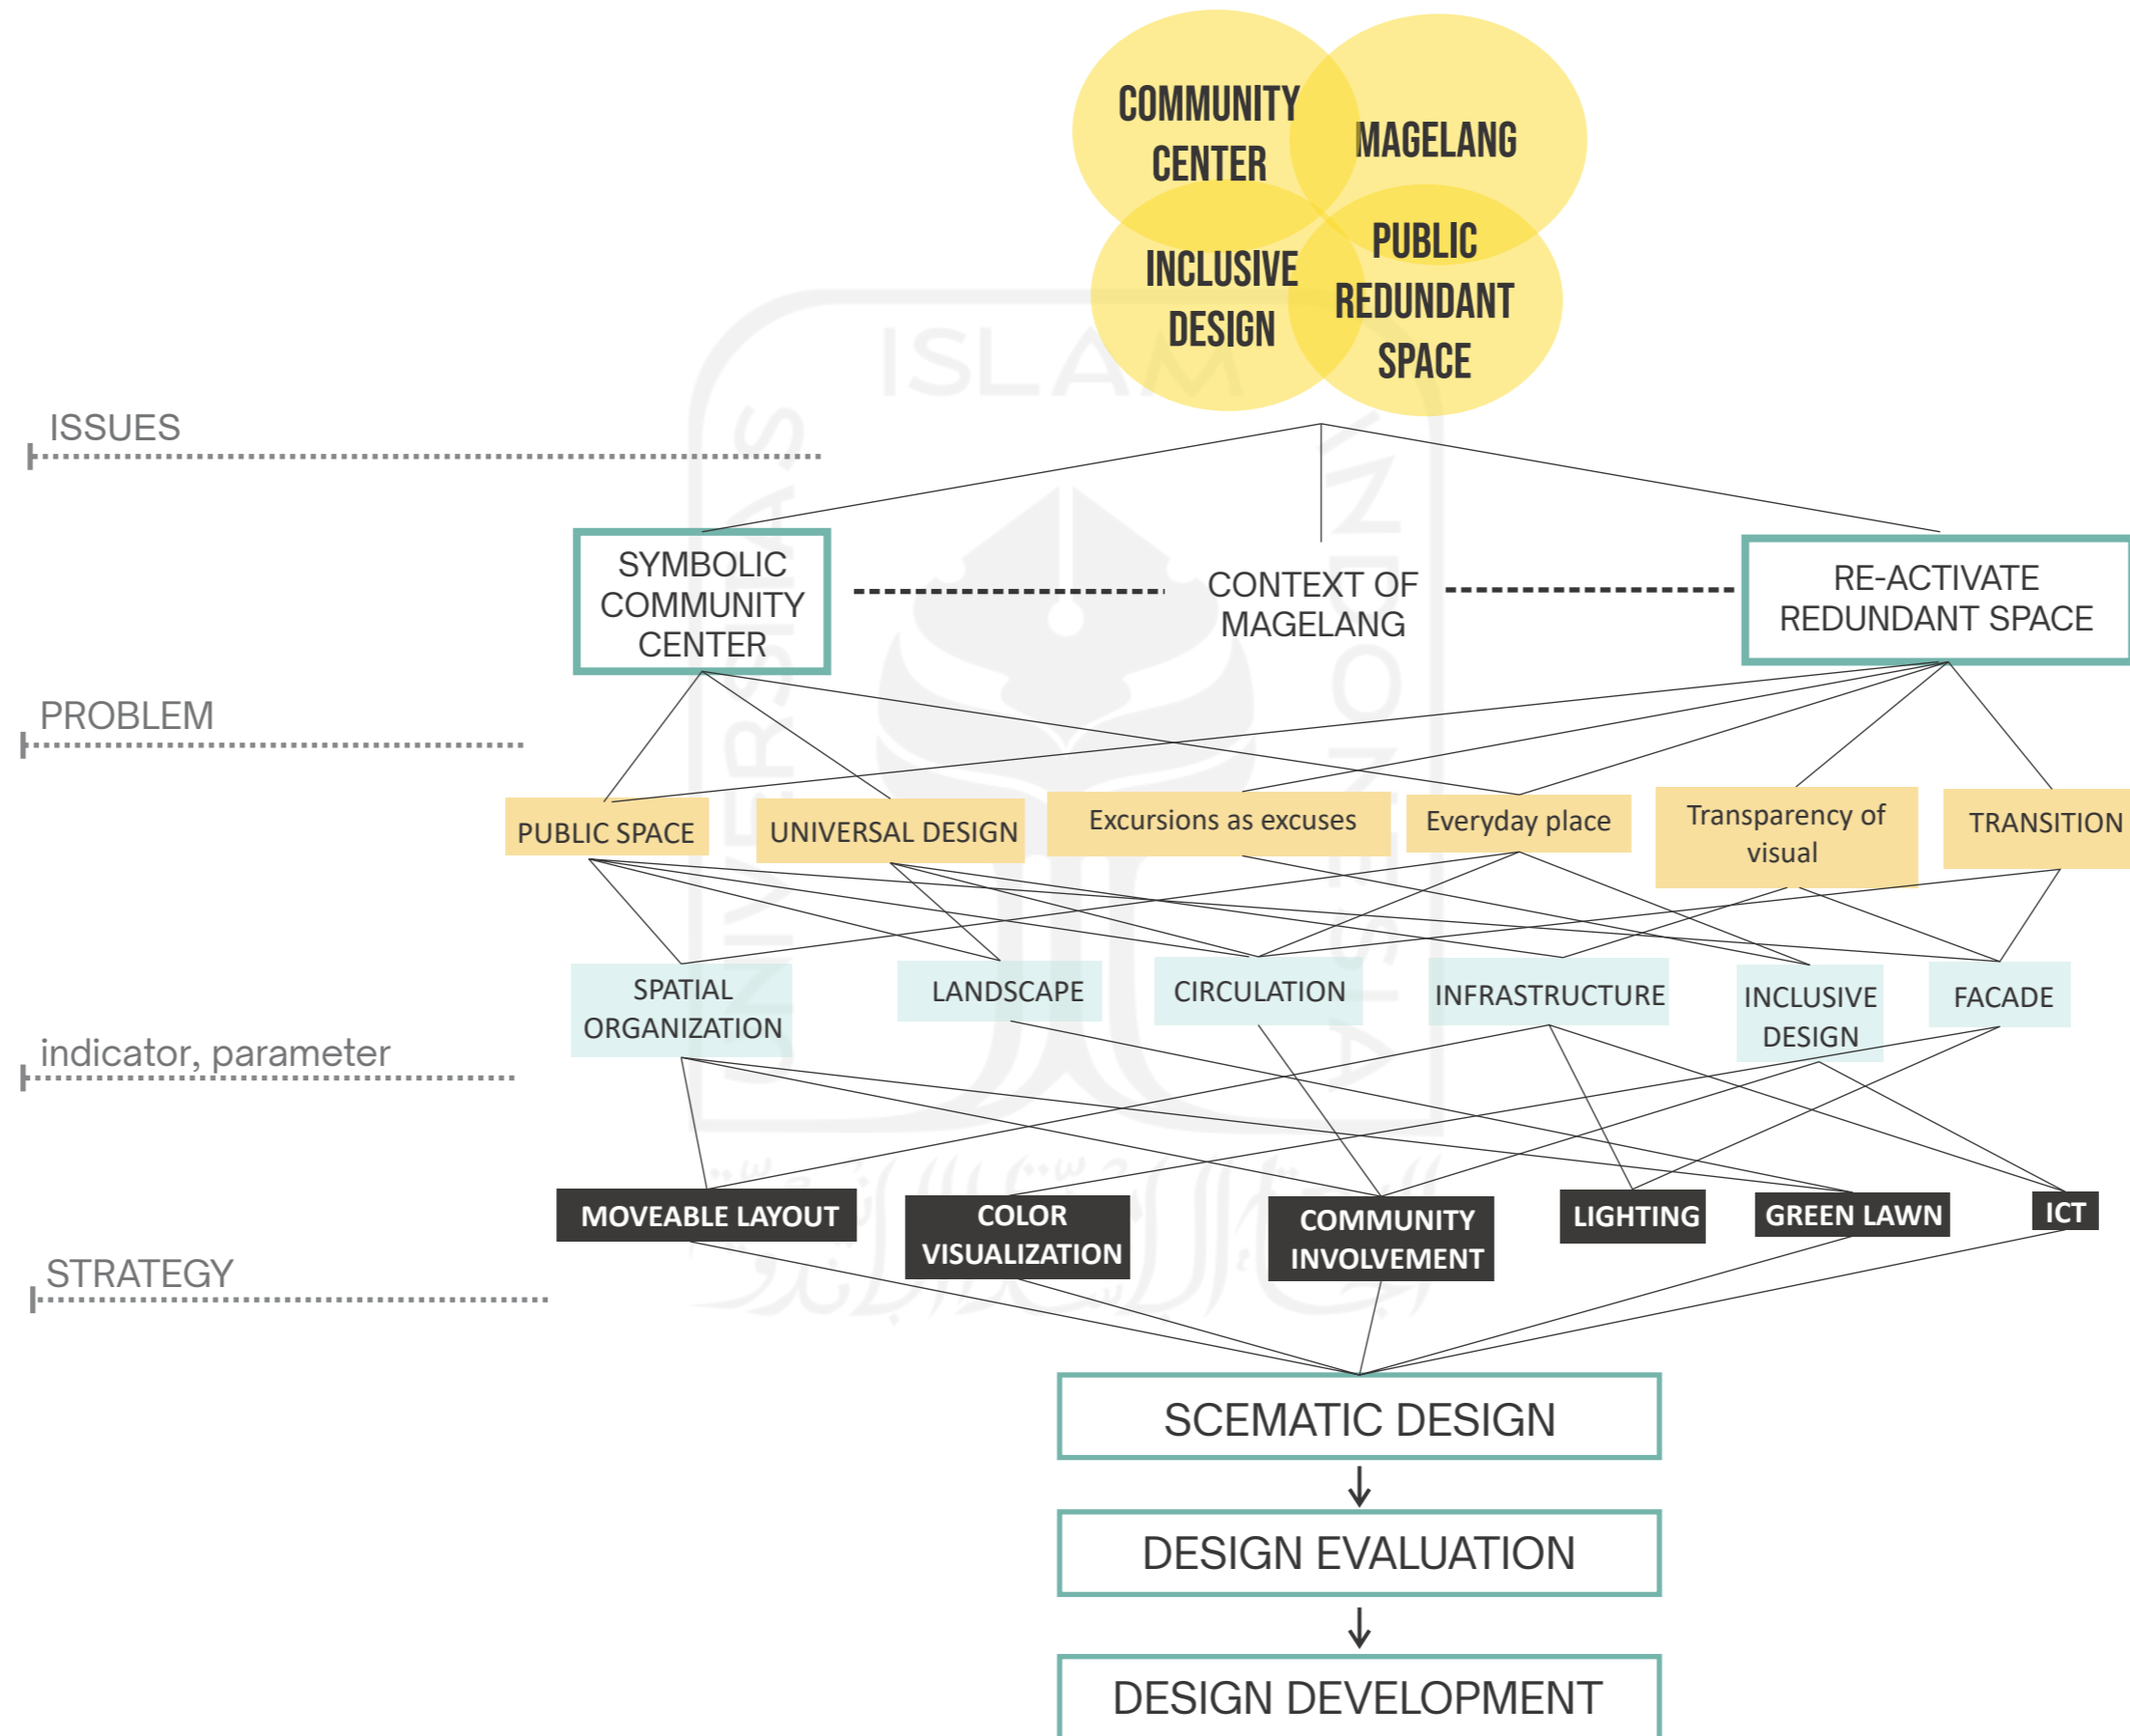 COMMUNITY
CENTER
MAGELANG
INCLUSIVE
DESIGN
PUBLIC
REDUNDANT
SPACE
ISSUES
SYMBOLIC
COMMUNITY
CENTER
CONTEXT OF
MAGELANG
RE-ACTIVATE
REDUNDANT SPACE
PROBLEM
PUBLIC SPACE
UNIVERSAL DESIGN
Excursions as excuses
Everyday place
Transparency of
visual
TRANSITION
SPATIAL
ORGANIZATION
LANDSCAPE
CIRCULATION
INFRASTRUCTURE
INCLUSIVE
DESIGN
FACADE
indicator, parameter
MOVEABLE LAYOUT
COLOR
VISUALIZATION
COMMUNITY
INVOLVEMENT
LIGHTING
GREEN LAWN
ICT
STRATEGY
SCEMATIC DESIGN
DESIGN EVALUATION
DESIGN DEVELOPMENT
UNIVERSITAS
ISLAM
INDONESIA